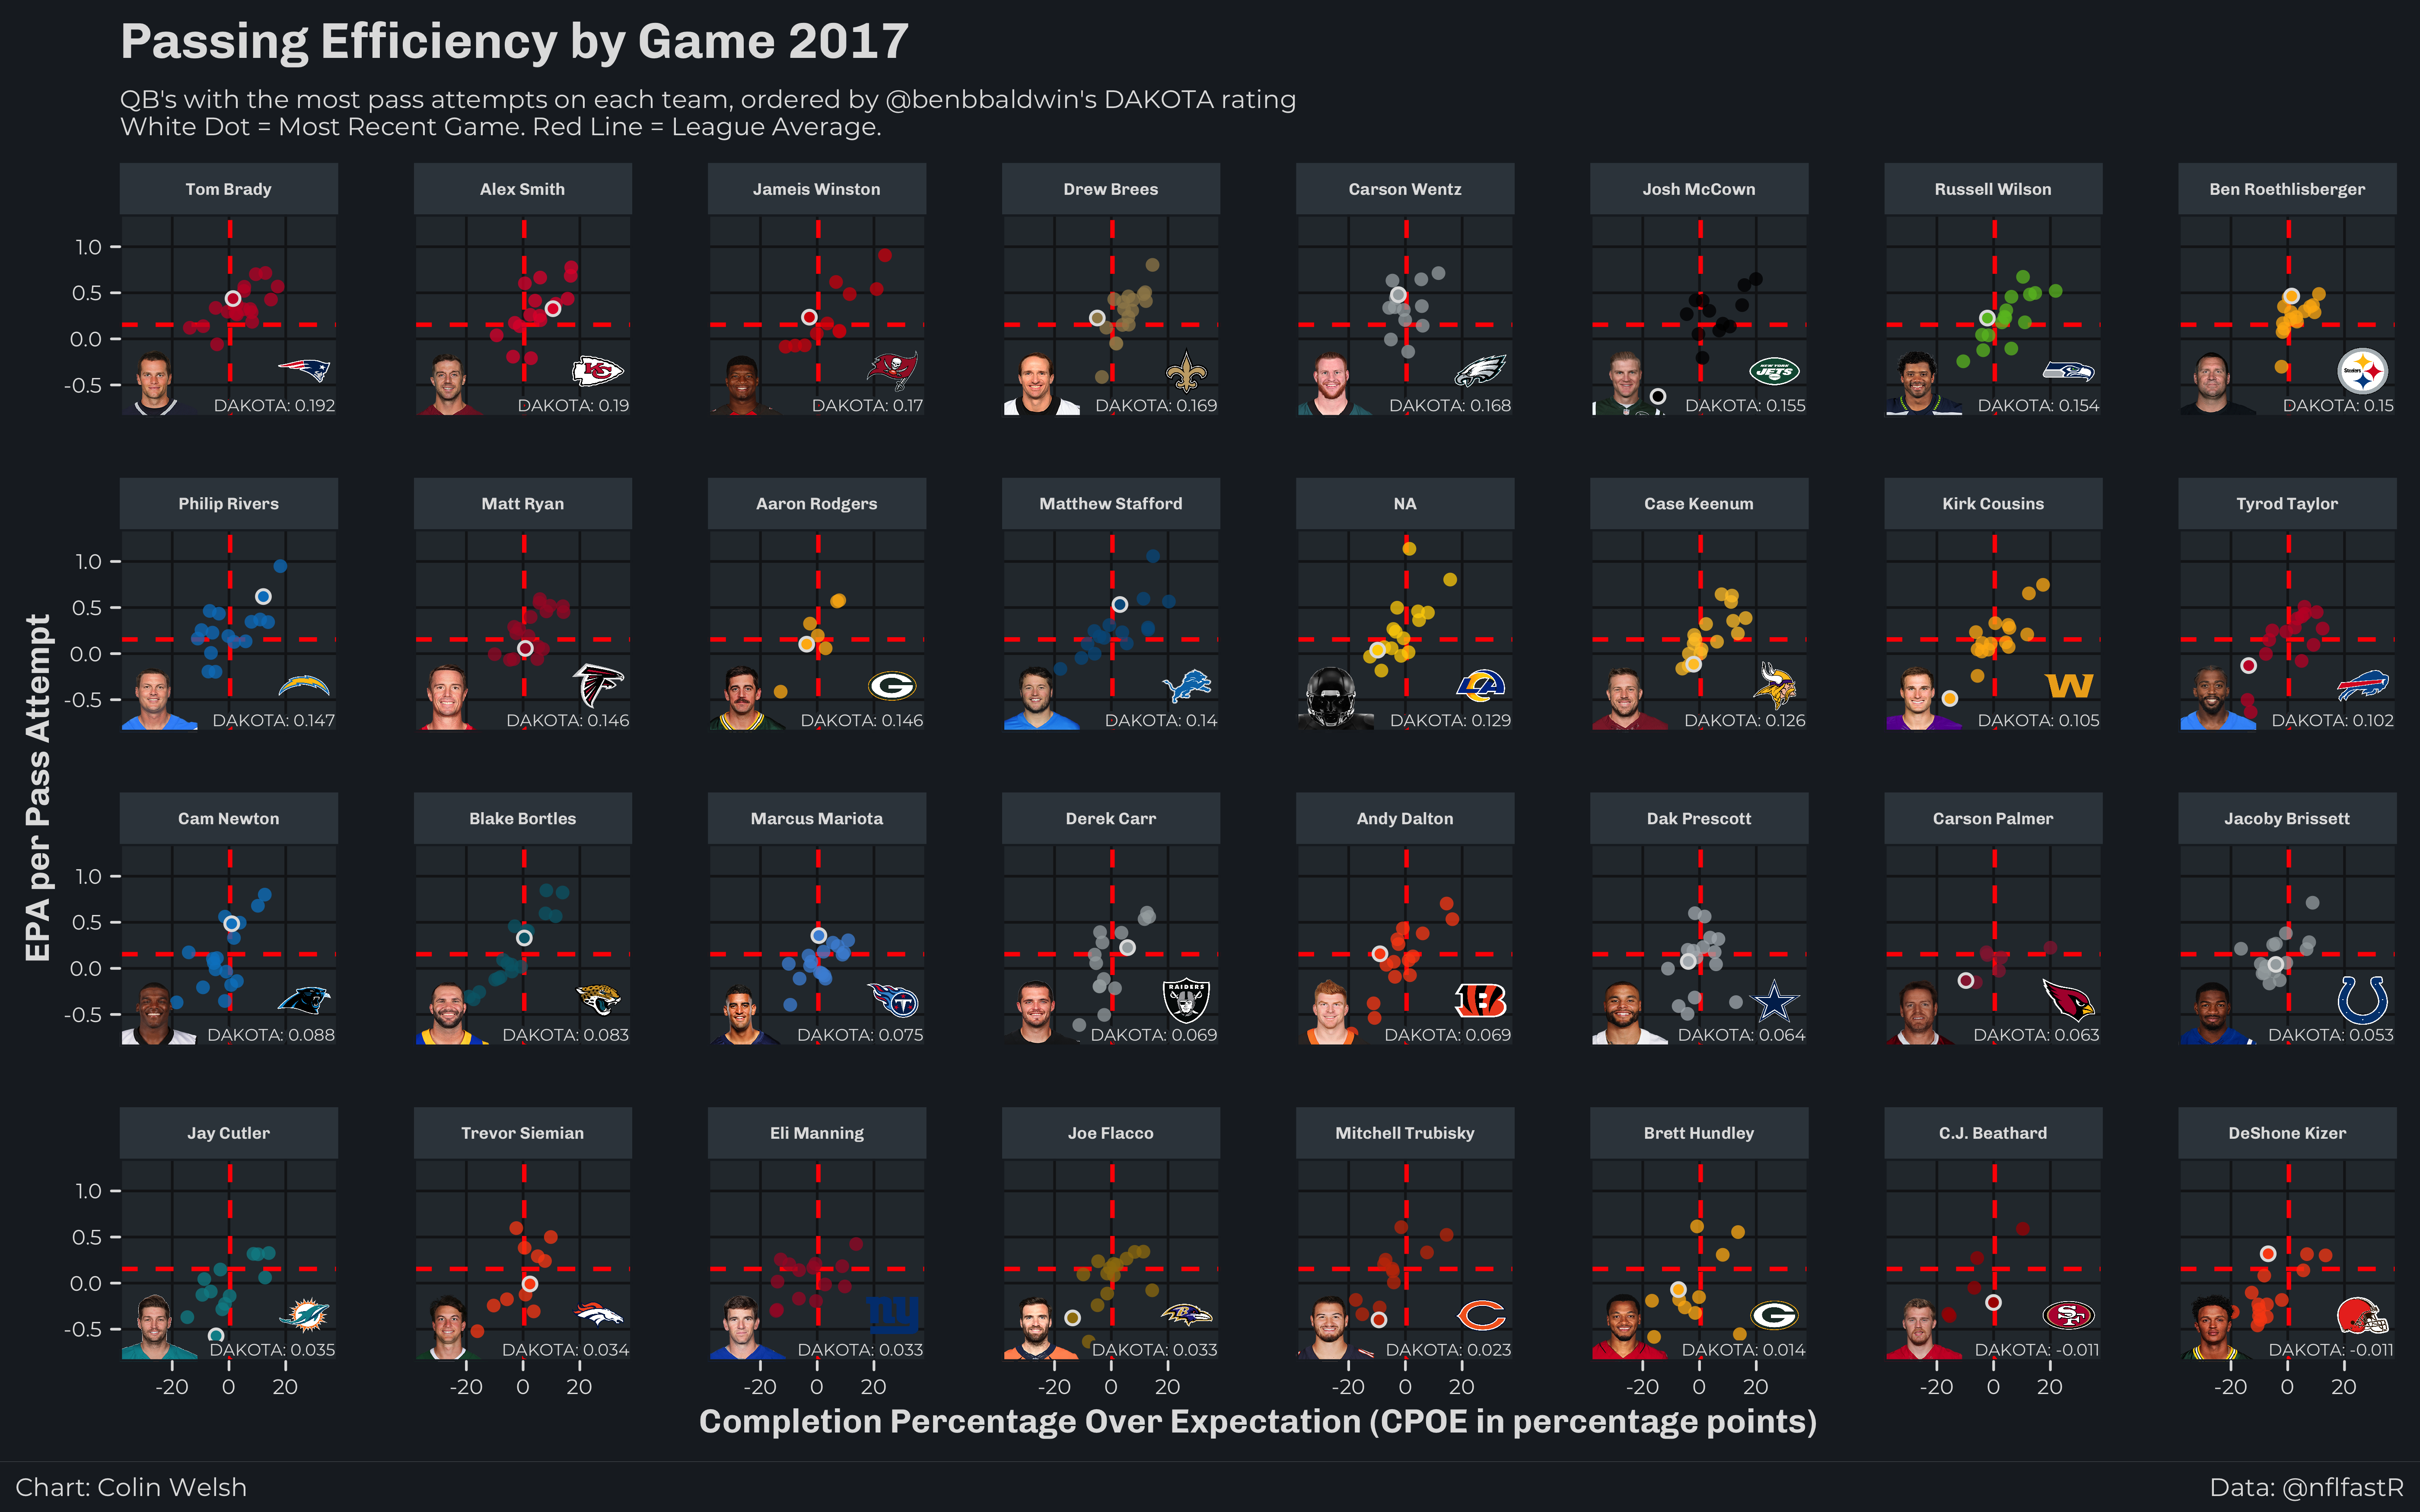 Passing Efficiency by Game 2017
QB's with the most pass attempts on each team, ordered by @benbbaldwin's DAKOTA rating
White Dot = Most Recent Game. Red Line = League Average.
Tom Brady
Alex Smith
Jameis Winston
Drew Brees
Carson Wentz
Josh McCown
Russell Wilson
Ben Roethlisberger
1.0
0.5
0.0
-0.5
KC
NEW YORK
JETS
Steelers
DAKOTA: 0.192
DAKOTA: 0.19
DAKOTA: 0.17
DAKOTA: 0.169
DAKOTA: 0.168
DAKOTA: 0.155
DAKOTA: 0.154
DAKOTA: 0.15
Philip Rivers
Matt Ryan
Aaron Rodgers
Matthew Stafford
NA
Case Keenum
Kirk Cousins
Tyrod Taylor
1.0
0.5
0.0
-0.5
G
LA
W
DAKOTA: 0.147
DAKOTA: 0.146
DAKOTA: 0.146
DAKOTA: 0.14
DAKOTA: 0.129
DAKOTA: 0.126
DAKOTA: 0.105
DAKOTA: 0.102
EPA per Pass Attempt
Cam Newton
Blake Bortles
Marcus Mariota
Derek Carr
Andy Dalton
Dak Prescott
Carson Palmer
Jacoby Brissett
1.0
0.5
0.0
-0.5
T
RAIDERS
B
DAKOTA: 0.088
DAKOTA: 0.083
DAKOTA: 0.075
DAKOTA: 0.069
DAKOTA: 0.069
DAKOTA: 0.064
DAKOTA: 0.063
DAKOTA: 0.053
Jay Cutler
Trevor Siemian
Eli Manning
Joe Flacco
Mitchell Trubisky
Brett Hundley
C.J. Beathard
DeShone Kizer
1.0
0.5
0.0
-0.5
NY
B
C
G
SF
DAKOTA: 0.035
DAKOTA: 0.034
DAKOTA: 0.033
DAKOTA: 0.033
DAKOTA: 0.023
DAKOTA: 0.014
DAKOTA: -0.011
DAKOTA: -0.011
-20 0 20
-20 0 20
-20 0 20
-20 0 20
-20 0 20
-20 0 20
-20 0 20
-20 0 20
Completion Percentage Over Expectation (CPOE in percentage points)
Chart: Colin Welsh
Data: @nflfastR